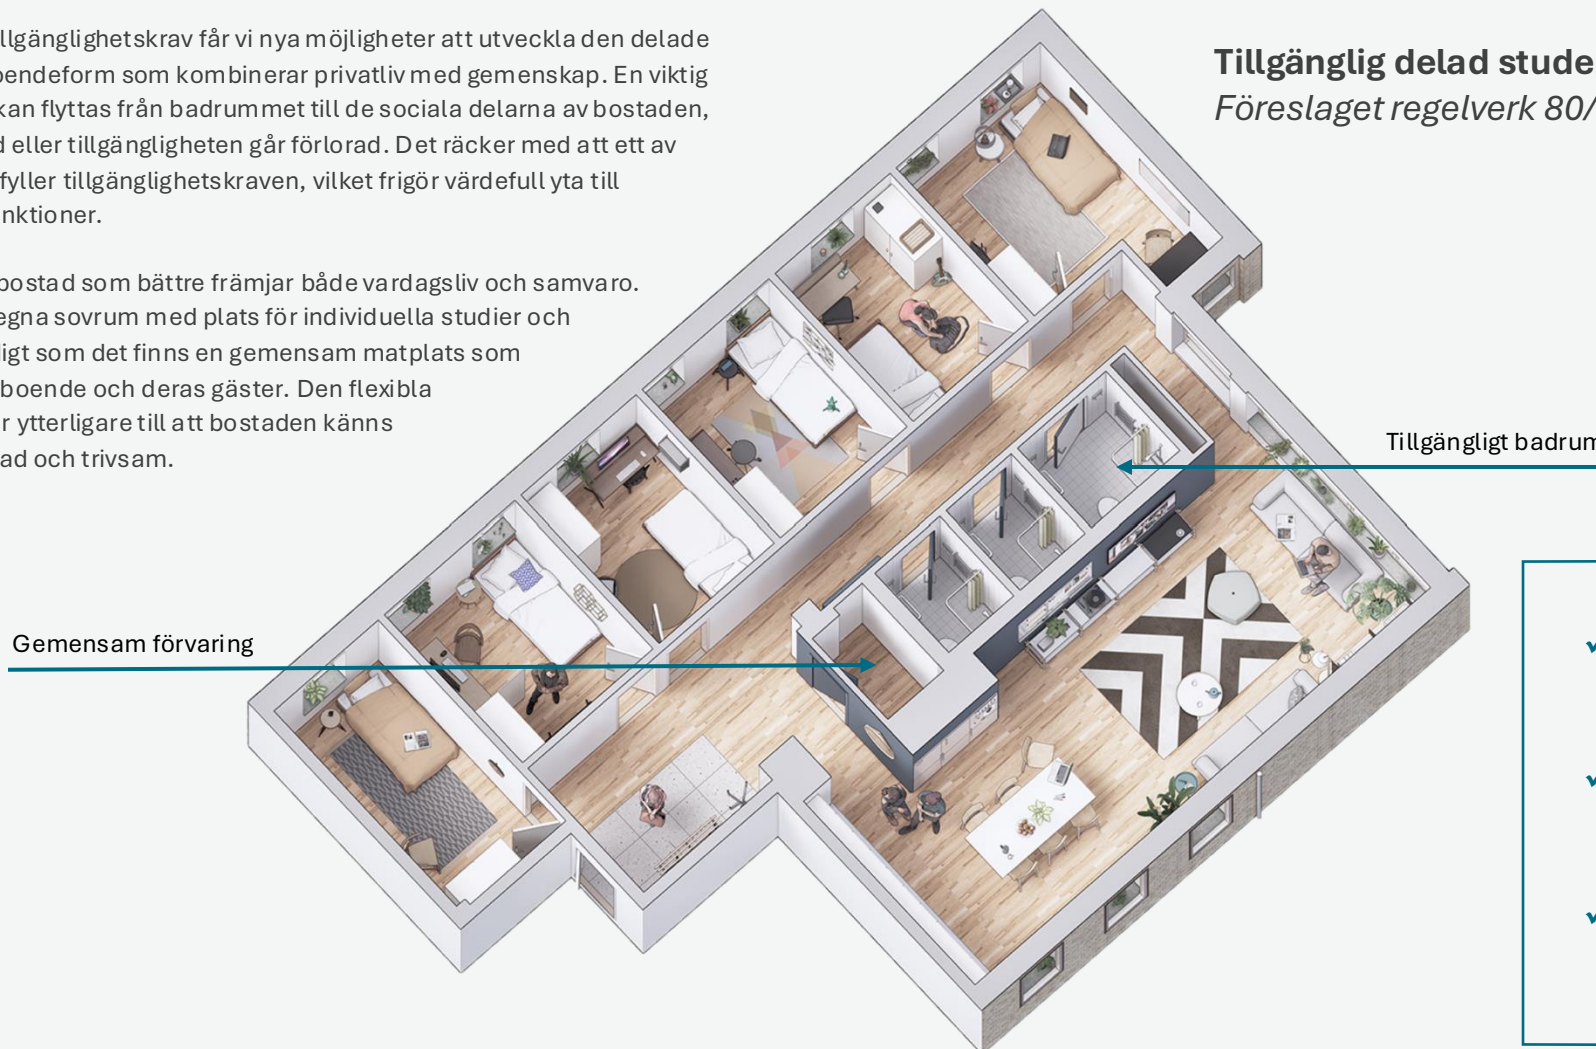 llgänglighetskrav får vi nya möjligheter att utveckla den delade
oendeform som kombinerar privatliv med gemenskap. En viktig
kan flyttas från badrummet till de sociala delarna av bostaden,
d eller tillgängligheten går förlorad. Det räcker med att ett av
fyller tillgänglighetskraven, vilket frigör värdefull yta till
nktioner.
bostad som bättre främjar både vardagsliv och samvaro.
egna sovrum med plats för individuella studier och
digt som det finns en gemensam matplats som
boende och deras gäster. Den flexibla
r ytterligare till att bostaden känns
ad och trivsam.
Tillgänglig delad stude
Föreslaget regelverk 80/
Tillgängligt badrum
Gemensam förvaring